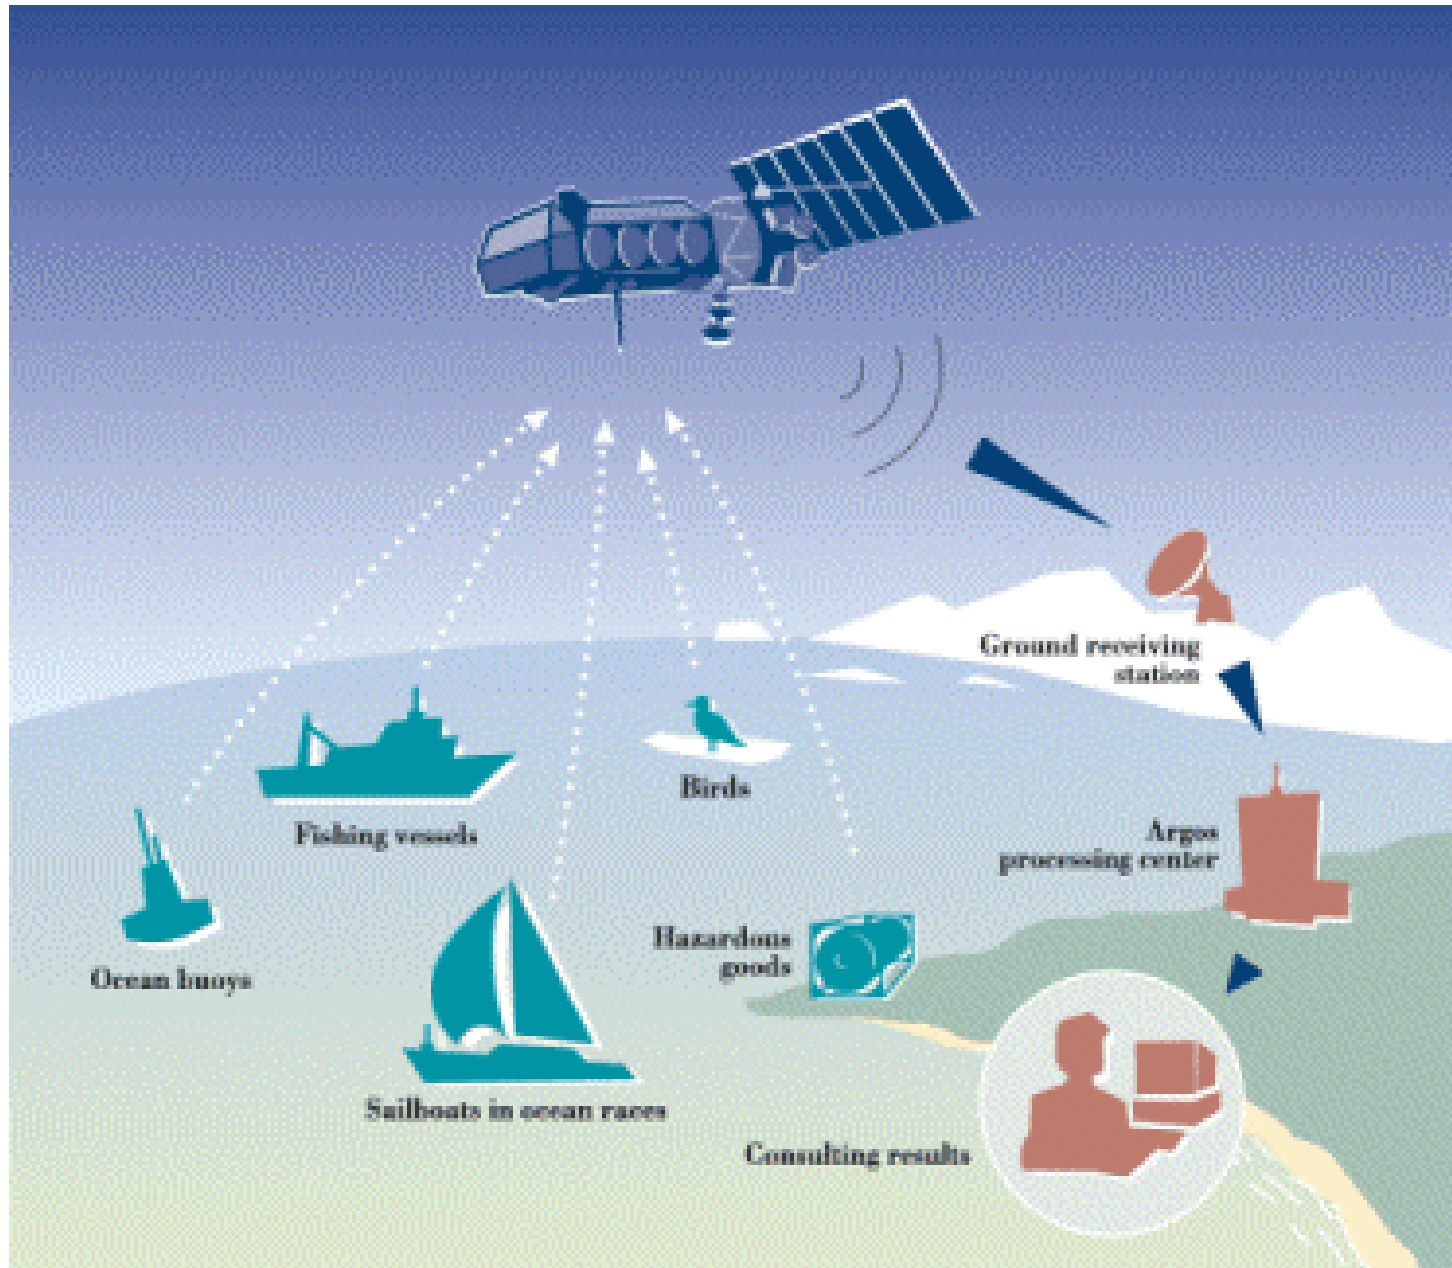 Ground receiving
station
Birds
Fishing vessels
Argos
processing center
Hazardous
goods
Ocean buoys
Sailboats in ocean races
Consulting results